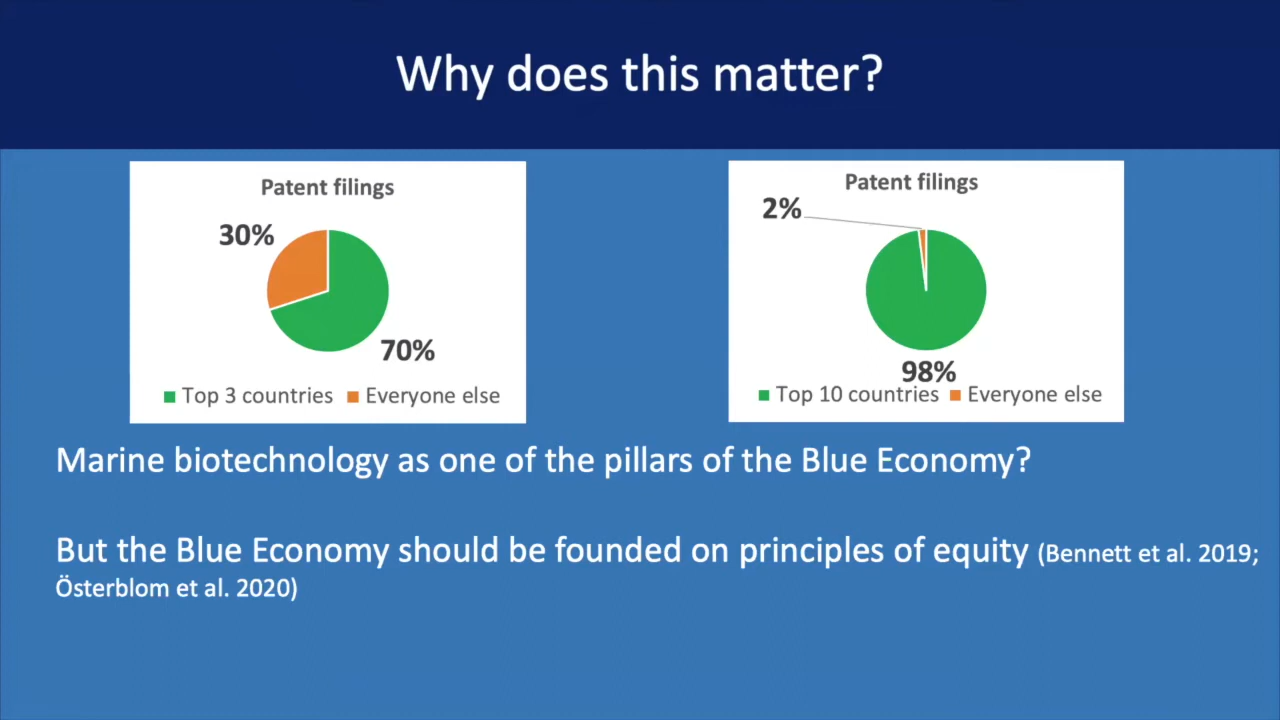 Why does this matter?
Patent filings
30%
70%
Top 3 countries Everyone else
Patent filings
2%
98%
Top 10 countries Everyone else
Marine biotechnology as one of the pillars of the Blue Economy?
But the Blue Economy should be founded on principles of equity (Bennett et al. 2019;
Österblom et al. 2020)